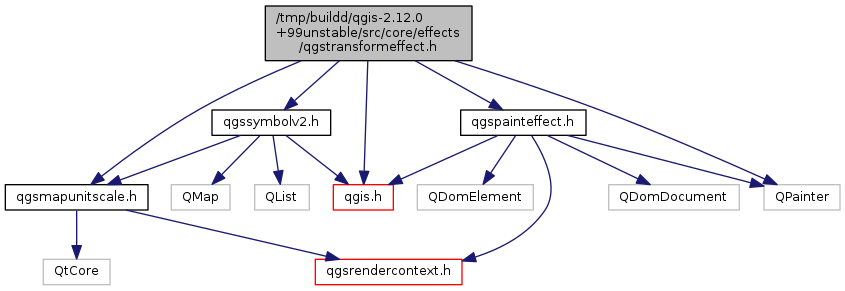 /tmp/buildd/qgis-2.12.0
+99unstable/src/core/effects
/qgstransformeffect.h
qgssymbolv2.h
qgspainteffect.h
qgsmapunitscale.h
QMap
QList
qgis.h
QDomElement
QDomDocument
QPainter
QtCore
qgsrendercontext.h